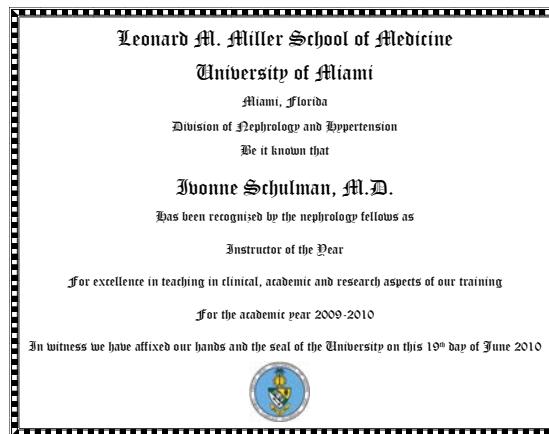 Leonard M. Miller School of Medicine
University of Miami
Miami, Florida
Division of Nephrology and Hypertension
Be it known that
Ivonne Schulman, M.D.
Has been recognized by the nephrology fellows as
Instructor of the Year
For excellence in teaching in clinical, academic and research aspects of our training
For the academic year 2009-2010
In witness we have affixed our hands and the seal of the University on this 19th day of June 2010